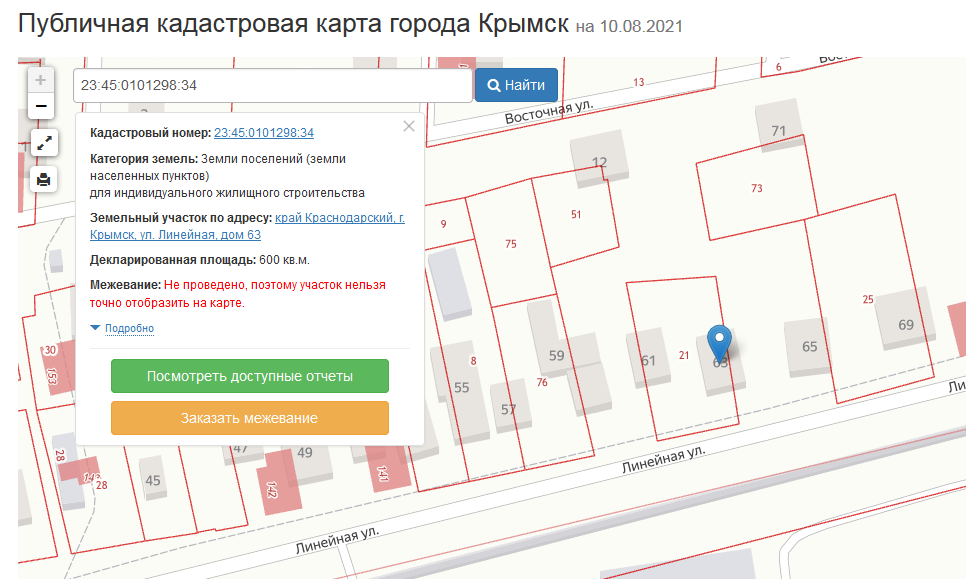 Публичная кадастровая карта города Крымск на 10.08.2021
+
23:45:0101298:34
Найти
−
Кадастровый номер: 23:45:0101298:34
Категория земель: Земли поселений (земли
населенных пунктов)
для индивидуального жилищного строительства
Земельный участок по адресу: край Краснодарский, г.
Крымск, ул. Линейная, дом 63
Декларированная площадь: 600 кв.м.
Межевание: Не проведено, поэтому участок нельзя
точно отобразить на карте.
Подробно
Посмотреть доступные отчеты
Заказать межевание
13
6
Восточная ул.
71
12
73
51
9
75
25
69
65
59
61
21
63
8
76
55
57
30
153
28
142
28
45
47
49
142
141
Линейная ул.
Линейная ул.